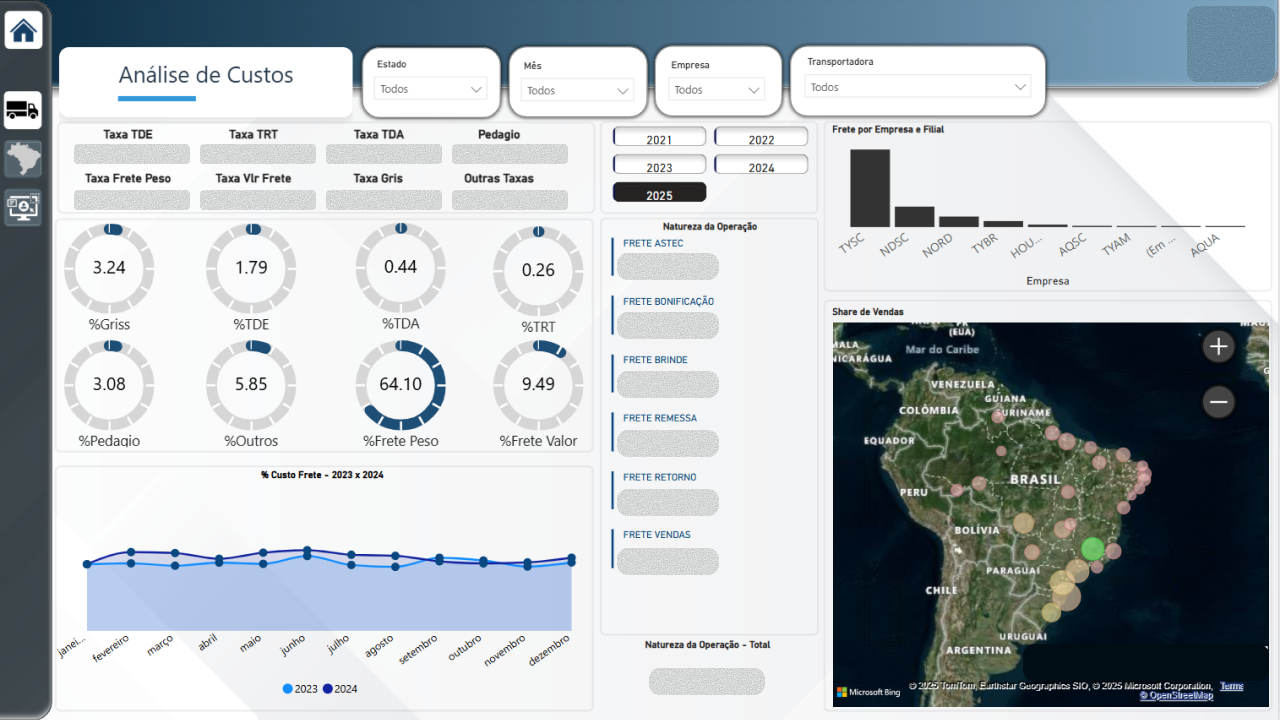 Análise de Custos
Estado
Todos
Mês
Todos
Empresa
Todos
Transportadora
Todos
Taxa TDE
Taxa TRT
Taxa TDA
Pedagio
Taxa Frete Peso
Taxa Vlr Frete
Taxa Gris
Outras Taxas
2021
2022
2023
2024
2025
3.24
%Griss
1.79
%TDE
0.44
%TDA
0.26
%TRT
3.08
%Pedagio
5.85
%Outros
64.10
%Frete Peso
9.49
%Frete Valor
% Custo Frete - 2023 x 2024
janei...
fevereiro
março
abril
maio
junho
julho
agosto
setembro
outubro
novembro
dezembro
2023
2024
Natureza da Operação
FRETE ASTEC
FRETE BONIFICAÇÃO
FRETE BRINDE
FRETE REMESSA
FRETE RETORNO
FRETE VENDAS
Natureza da Operação - Total
Frete por Empresa e Filial
TYSC
NDSC
NORD
TYBR
HOU...
AQSC
TYAM
(Em ...
AQUA
Empresa
Share de Vendas
(EUA)
MALA
NICARÁGUA
Mar do Caribe
VENEZUELA
GUIANA
SURINAME
COLÔMBIA
EQUADOR
BRASIL
PERU
BOLÍVIA
PARAGUAI
CHILE
URUGUAI
ARGENTINA
Microsoft Bing
© 2025 TomTom, Earthstar Geographics SIO, © 2025 Microsoft Corporation, Terms
© OpenStreetMap